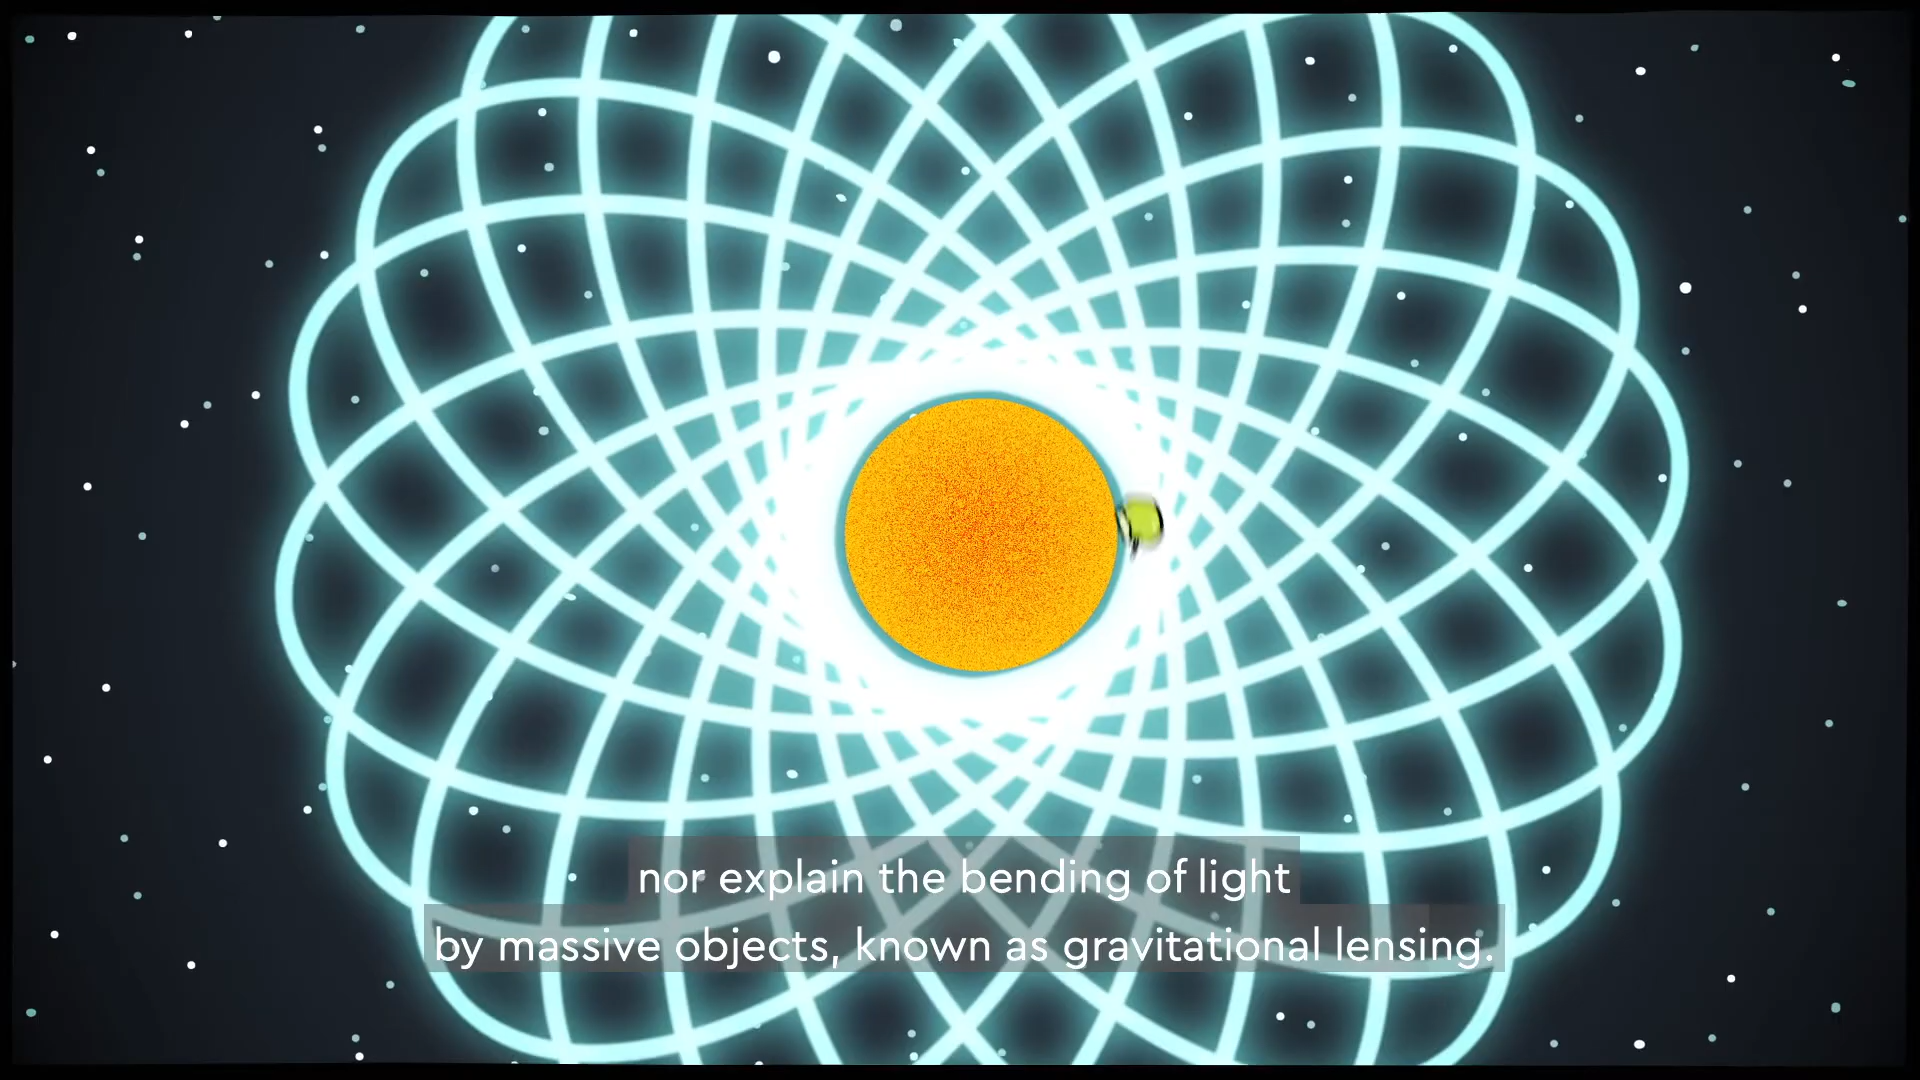 nor explain the bending of light
by massive objects, known as gravitational lensing.